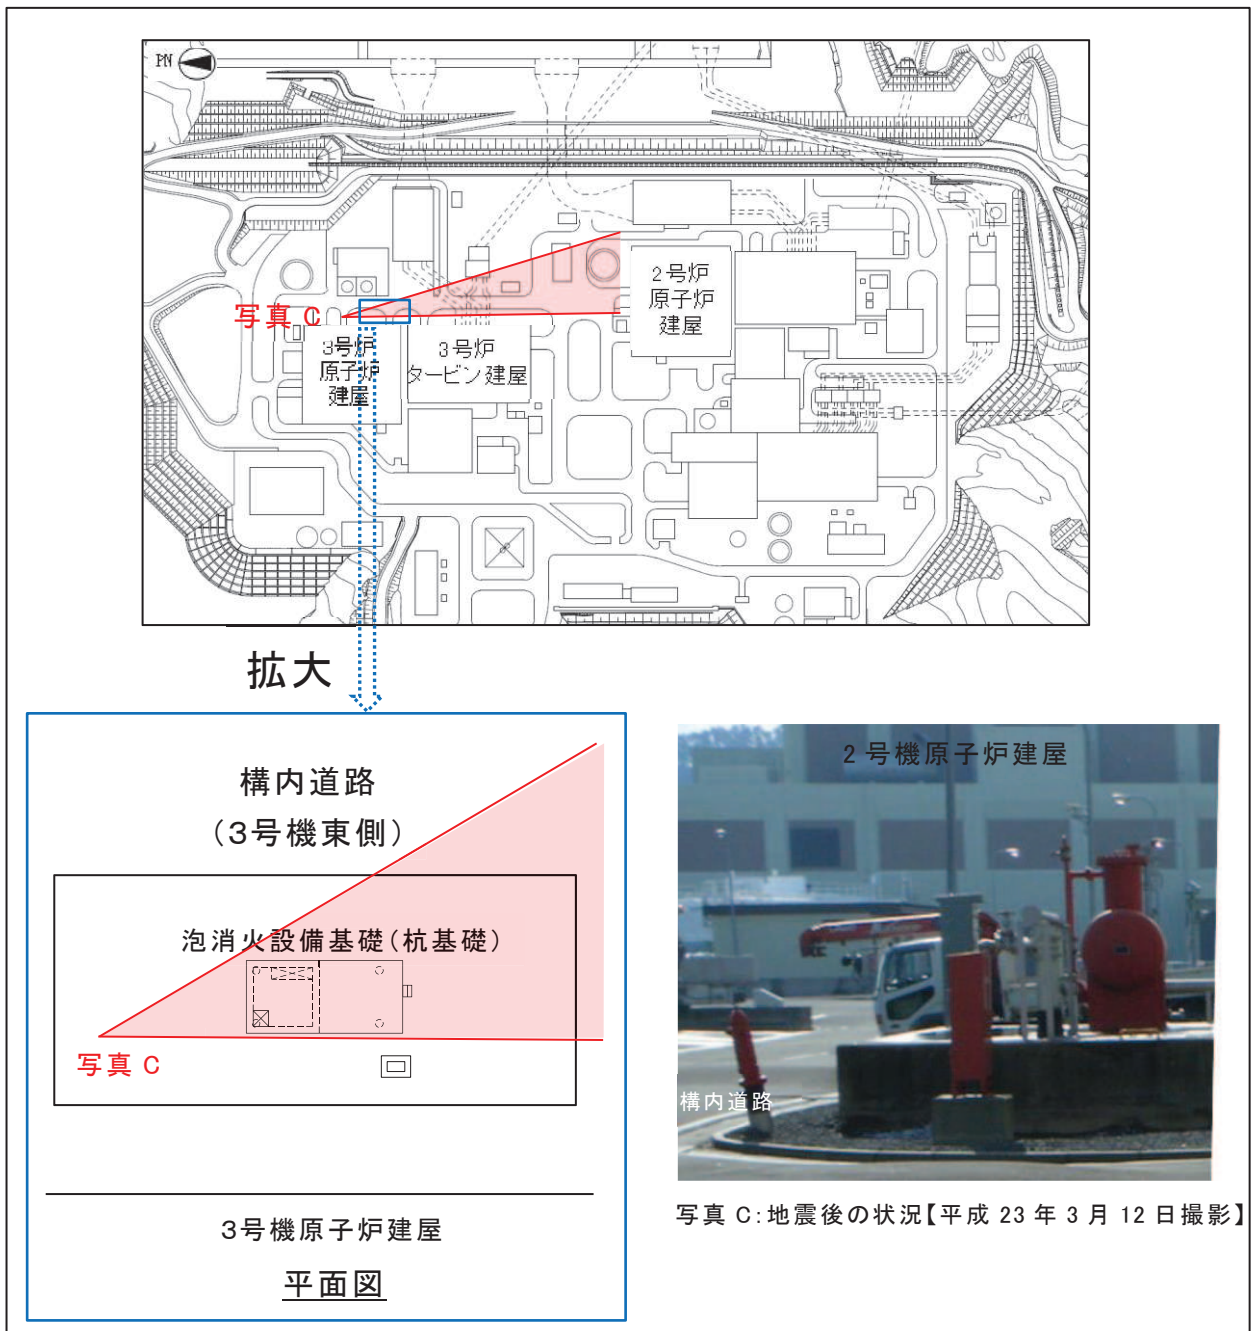 PN
写真 C
2号炉
原子炉
建屋
3号炉
原子炉
建屋
3号炉
タービン建屋
拡大
構内道路
(3号機東側)
泡消火設備基礎(杭基礎)
写真 C
3号機原子炉建屋
平面図
2号機原子炉建屋
構内道路
写真 C:地震後の状況【平成 23 年 3 月 12 日撮影】